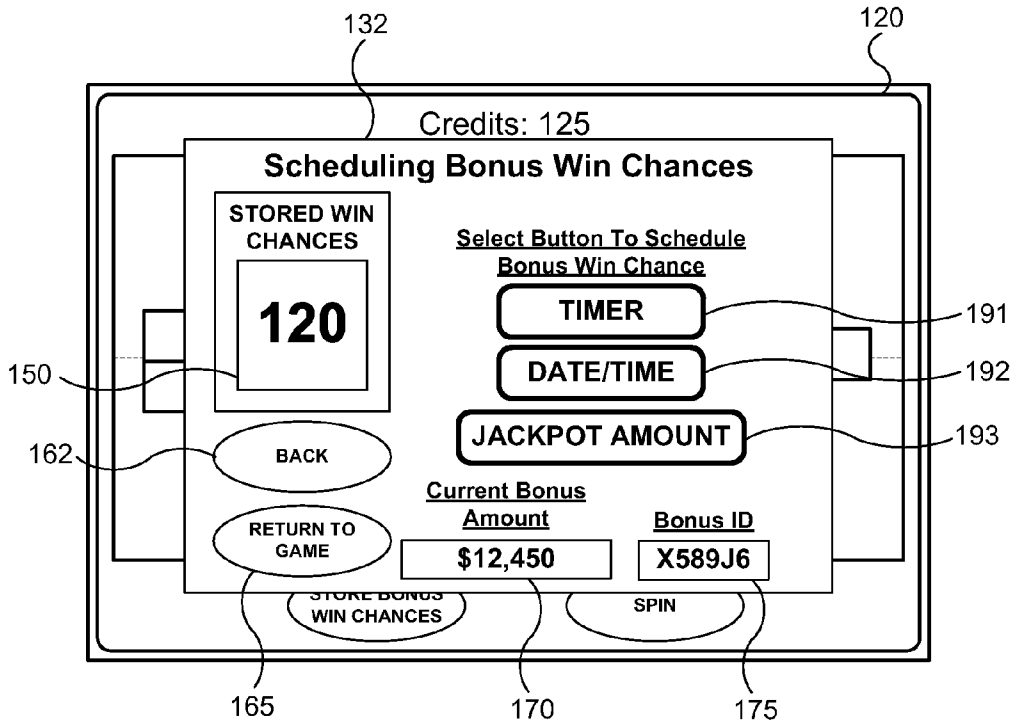 132
120
Credits: 125
Scheduling Bonus Win Chances
STORED WIN
CHANCES
120
150
Select Button To Schedule
Bonus Win Chance
TIMER
191
DATE/TIME
192
JACKPOT AMOUNT
193
162
BACK
RETURN TO
GAME
Current Bonus
Amount
$12,450
Bonus ID
X589J6
STORE BONUS
WIN CHANCES
SPIN
165
170
175